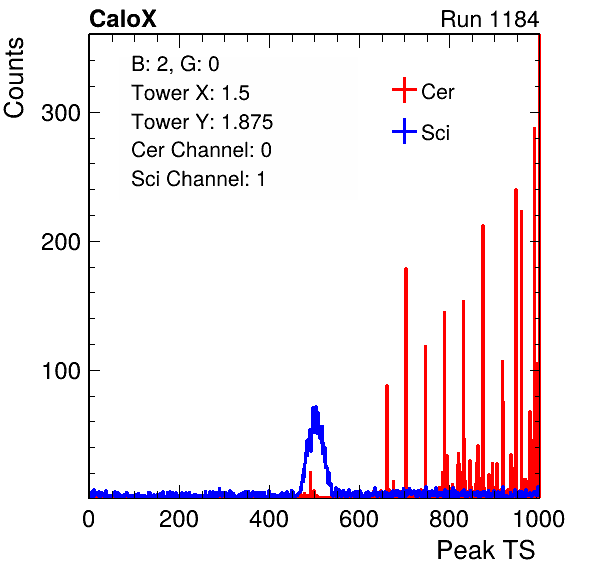 CaloX Run 1184
Counts
B: 2, G: 0
Tower X: 1.5
Tower Y: 1.875
Cer Channel: 0
Sci Channel: 1
Cer
Sci
300
200
100
0 200 400 600 800 1000
Peak TS